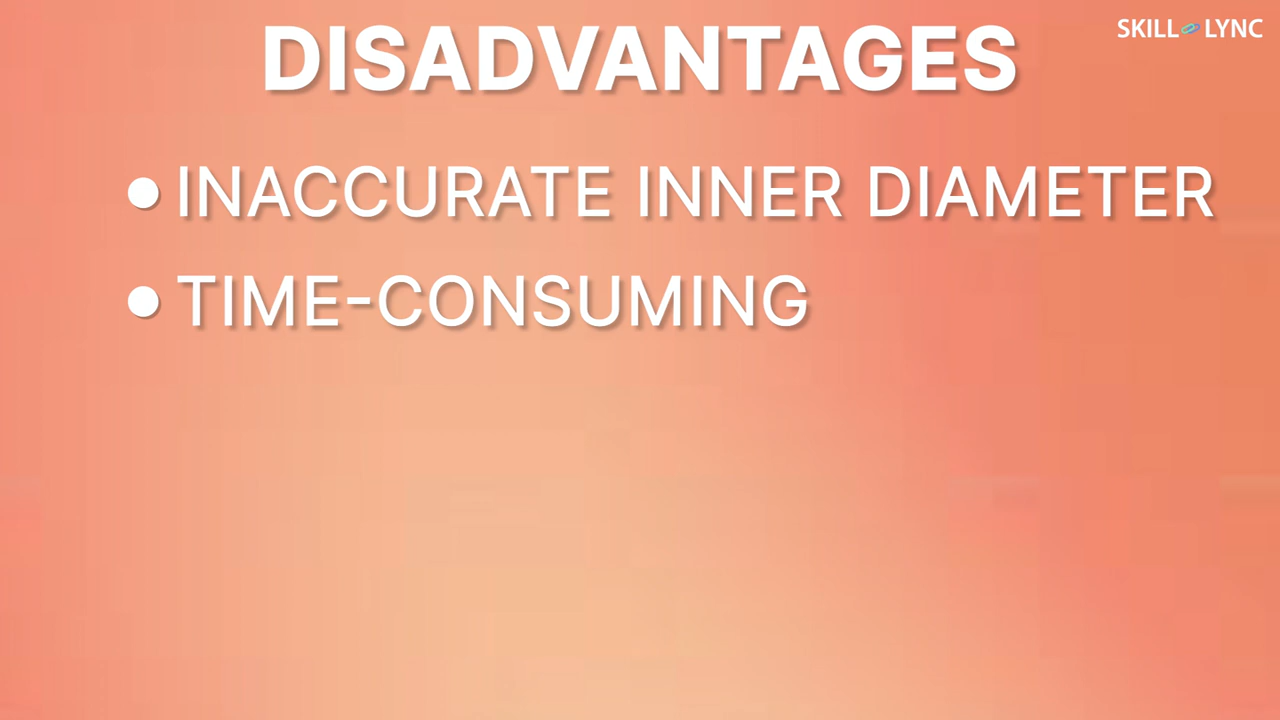 SKILL LYNC
DISADVANTAGES
• INACCURATE INNER DIAMETER
• TIME-CONSUMING